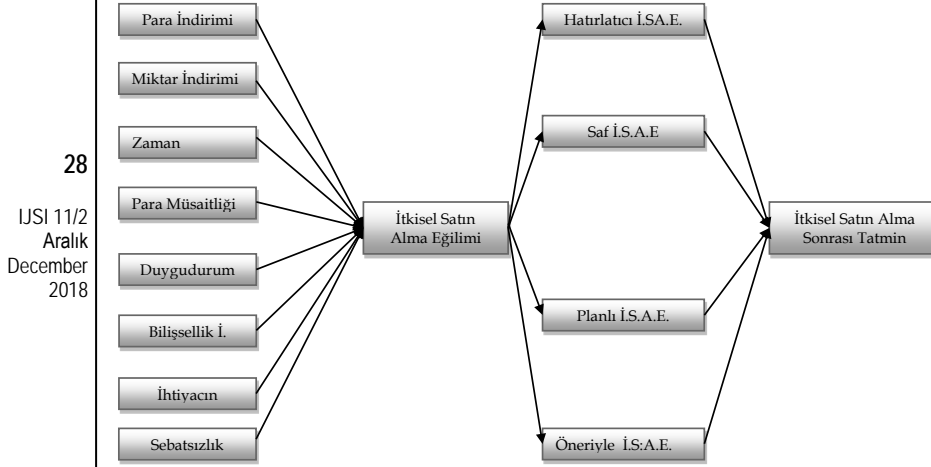 28
IJSI 11/2
Aralık
December
2018
Para İndirimi
Miktar İndirimi
Zaman
Para Müsaitliği
Duygudurum
Bilişsellik İ.
İhtiyacın
Sebatsızlık
İtkisel Satın
Alma Eğilimi
Hatırlatıcı İ.SA.E.
Saf İ.S.A.E
Planlı İ.S.A.E.
Öneriyle İ.S:A.E.
İtkisel Satın Alma
Sonrası Tatmin